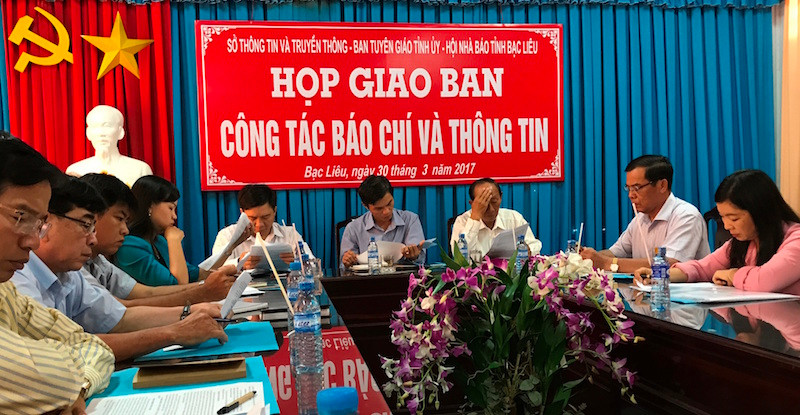 SỞ THÔNG TIN VÀ TRUYỀN THÔNG - BAN TUYÊN GIÁO TỈNH ỦY - HỘI NHÀ BÁO TỈNH BẠC LIÊU
HỌP GIAO BAN
CÔNG TÁC BÁO CHÍ VÀ THÔNG TIN
Bạc Liêu, ngày 30 tháng 3 năm 2017